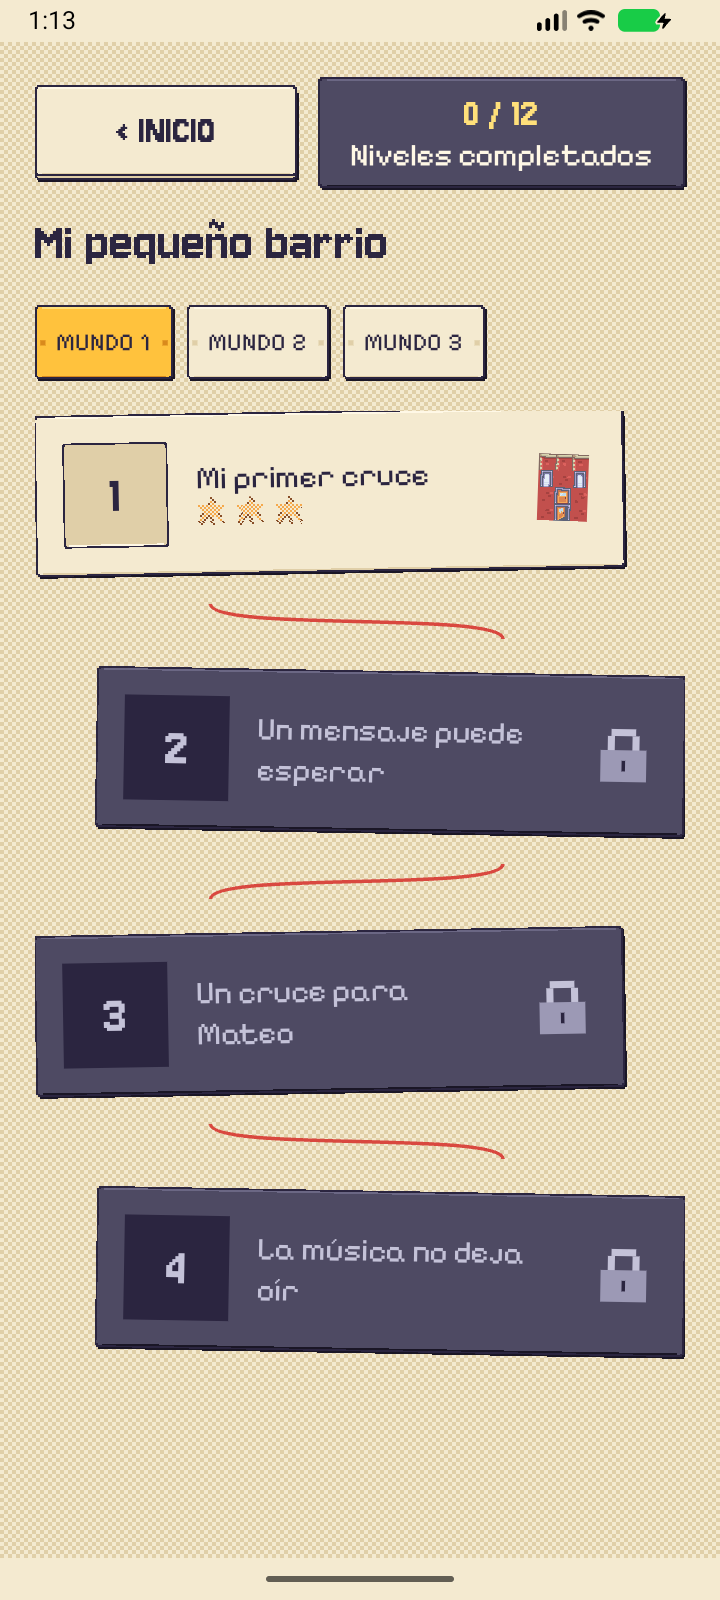 1:13
‹ INICIO
0 / 12
Niveles completados
Mi pequeño barrio
MUNDO 1
MUNDO 2
MUNDO 3
1
Mi primer cruce
2
Un mensaje puede
esperar
3
Un cruce para
Mateo
4
La música no deja
oír